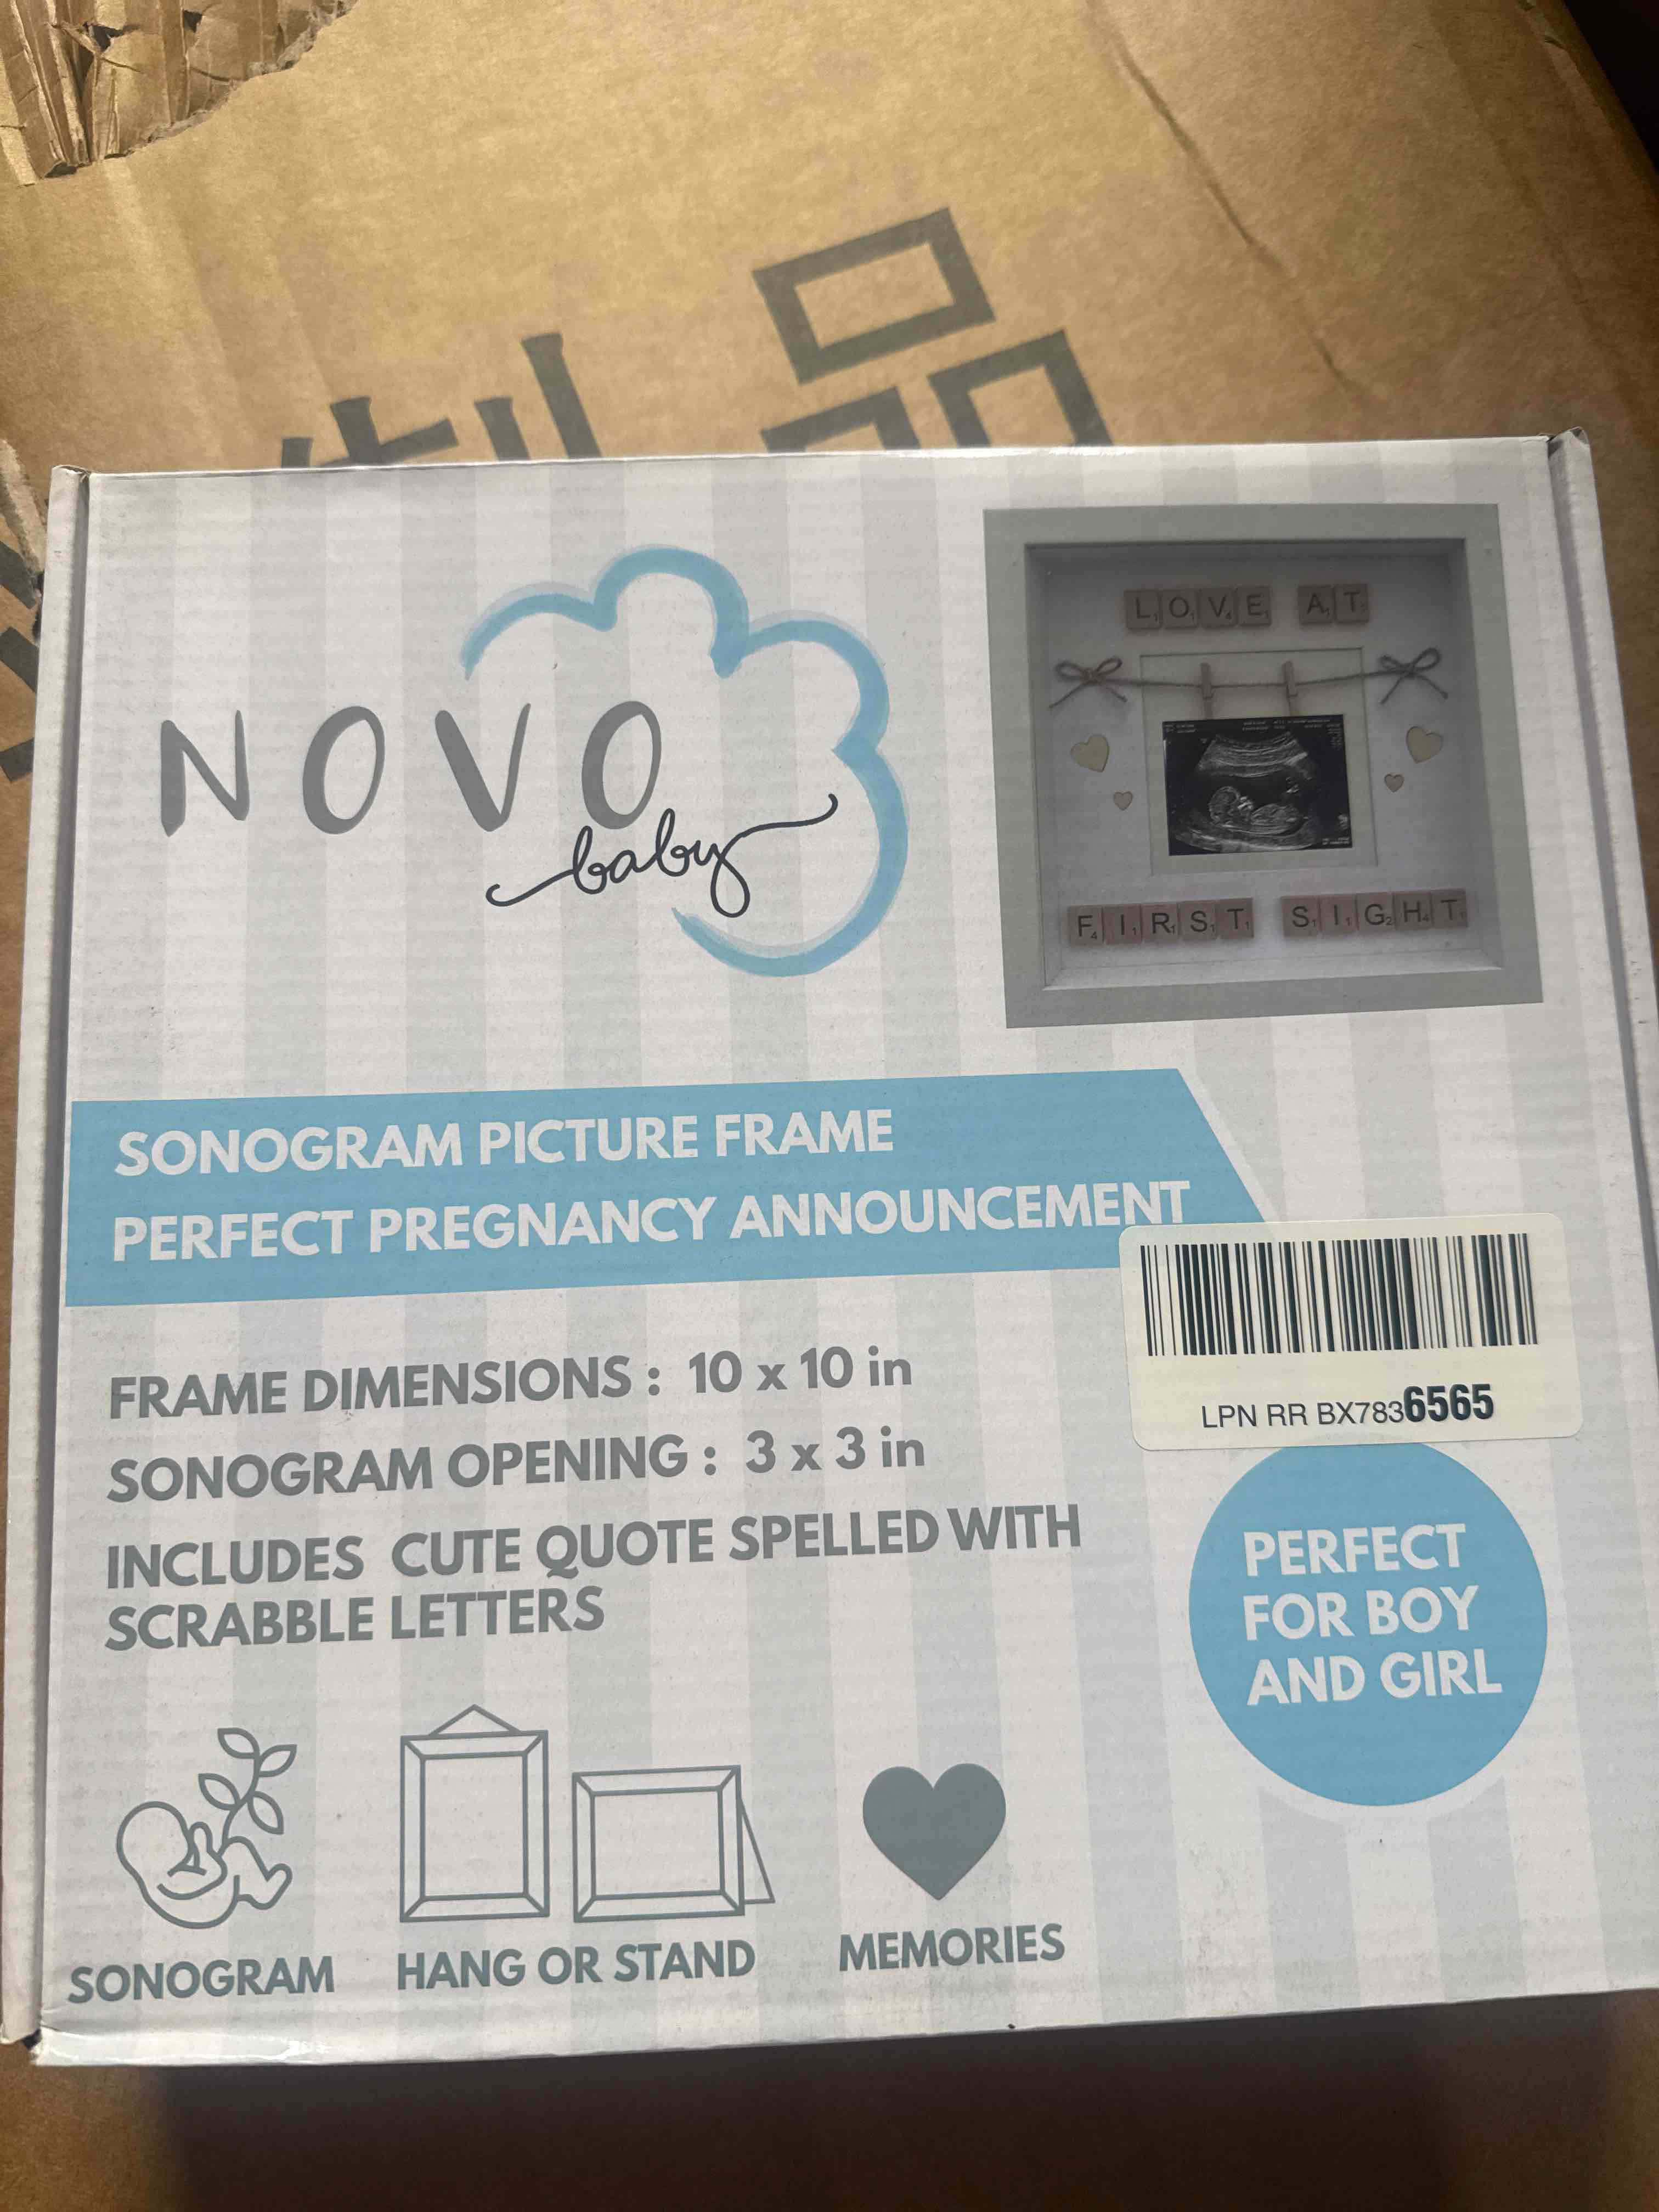 品
NOVO
baby
LOVE AT
FIRST SIGHT
SONOGRAM PICTURE FRAME
PERFECT PREGNANCY ANNOUNCEMENT
LPN RR BX7836565
FRAME DIMENSIONS : 10 x 10 in
SONOGRAM OPENING : 3 x 3 in
INCLUDES CUTE QUOTE SPELLED WITH
SCRABBLE LETTERS
PERFECT
FOR BOY
AND GIRL
SONOGRAM
HANG OR STAND
MEMORIES